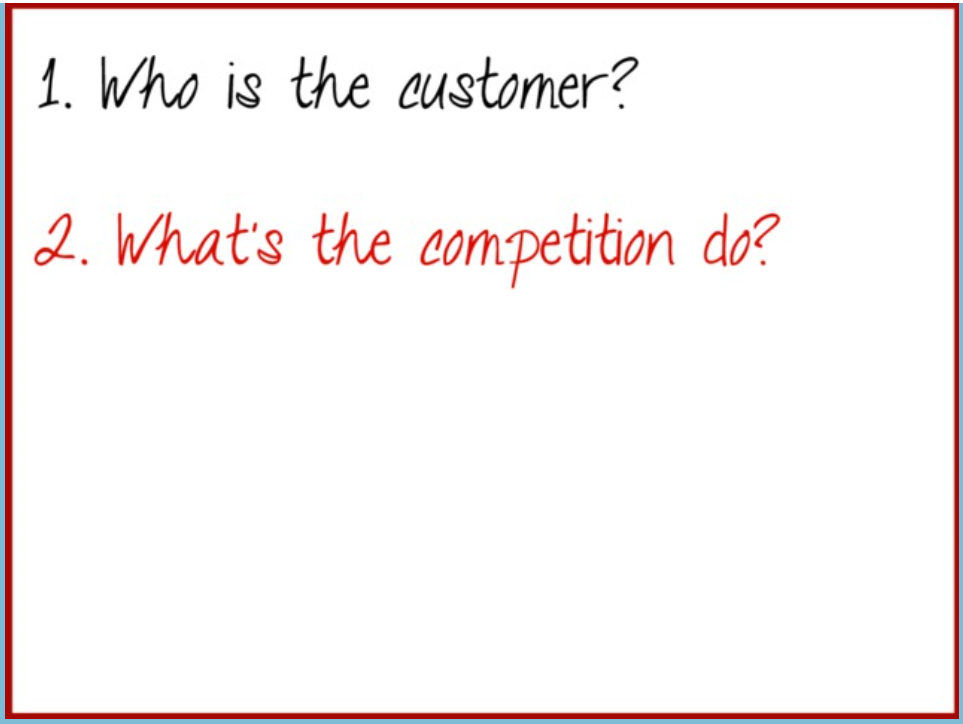 1. Who is the customer?
2. What's the competition do?